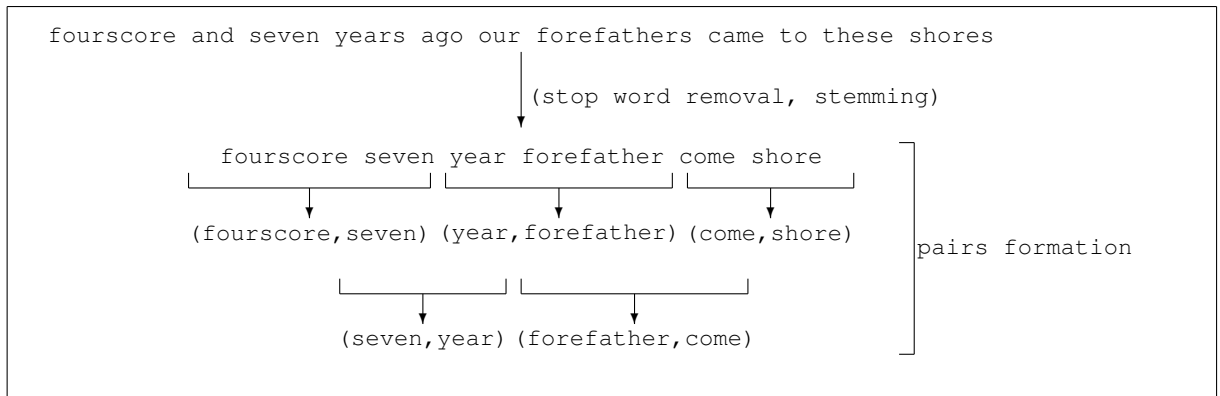 fourscore and seven years ago our forefathers came to these shores
(stop word removal, stemming)
fourscore seven year forefather come shore
(fourscore,seven) (year,forefather) (come,shore)
pairs formation
(seven,year) (forefather,come)